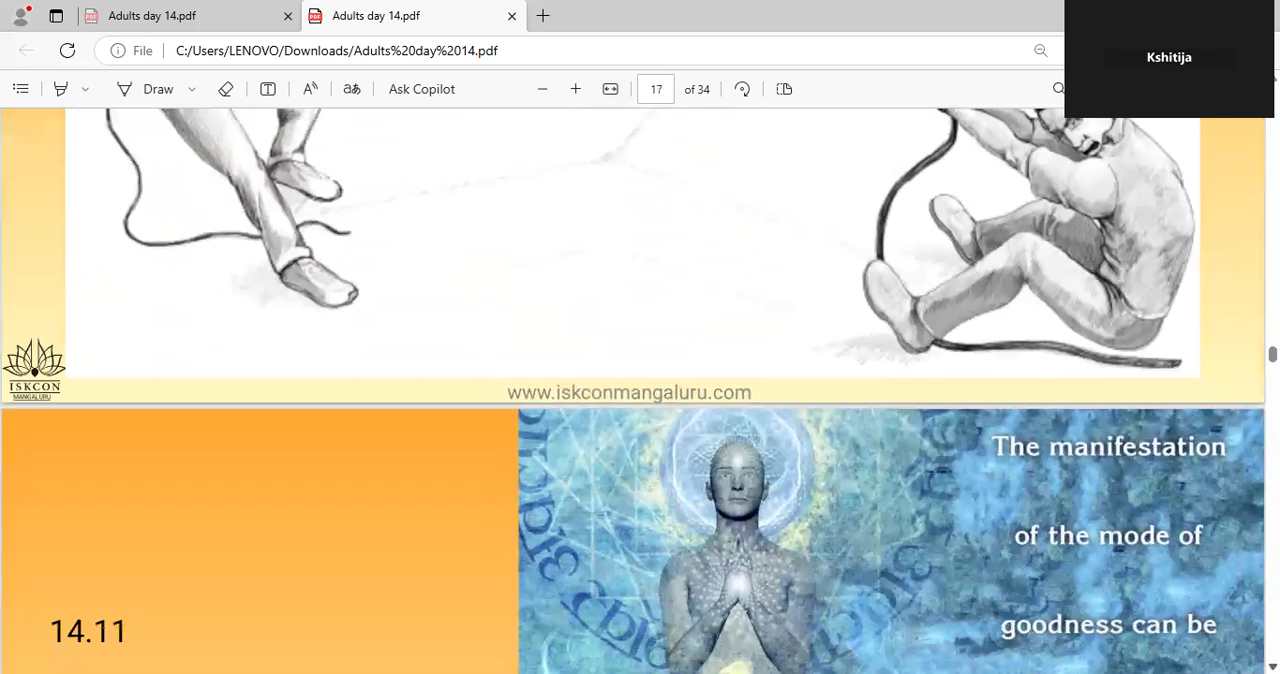 Adults day 14.pdf
Adults day 14.pdf
File
C:/Users/LENOVO/Downloads/Adults%20day%2014.pdf
Draw
Ask Copilot
17
of 34
Kshitija
ISKCON
MANGALURU
www.iskconmangaluru.com
The manifestation
of the mode of
14.11
goodness can be